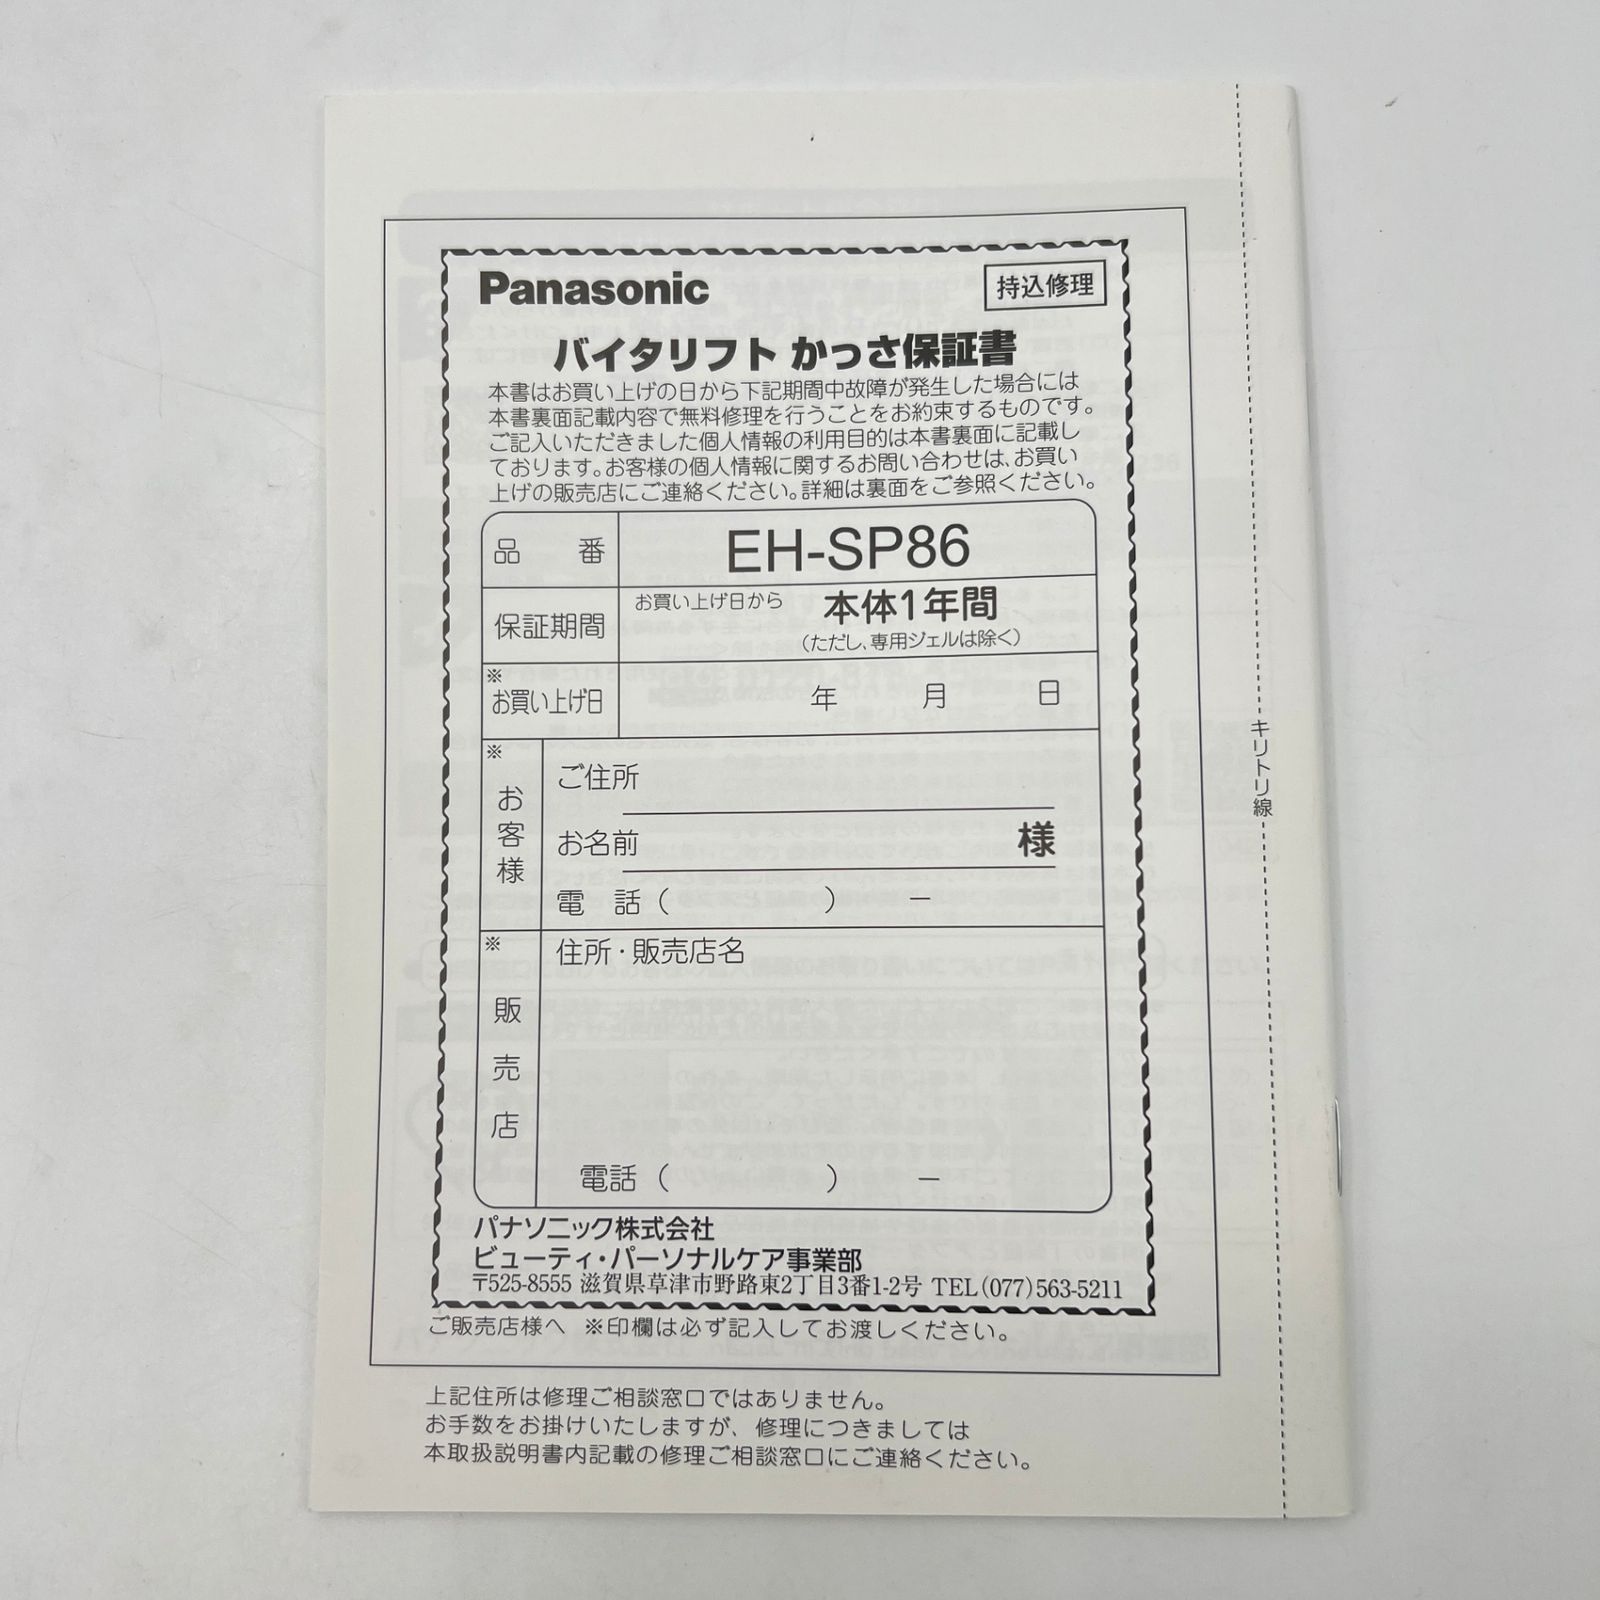 Panasonic
持込修理
バイタリフト かっさ保証書
本書はお買い上げの日から下記期間中故障が発生した場合には
本書裏面記載内容で無料修理を行うことをお約束するものです。
ご記入いただきました個人情報の利用目的は本書裏面に記載し
ております。お客様の個人情報に関するお問い合わせは、お買い
上げの販売店にご連絡ください。詳細は裏面をご参照ください。
品 番
EH-SP86
保証期間
お買い上げ日から 本体1年間
(ただし、専用ジェルは除く)
※
お買い上げ日
年 月 日
※
お客様
ご住所
お名前 様
電 話 ( ) ー
※
販売店
住所・販売店名
電話 ( ) ー
パナソニック株式会社
ビューティ・パーソナルケア事業部
〒525-8555 滋賀県草津市野路東2丁目3番1-2号 TEL(077)563-5211
ご販売店様へ ※印欄は必ず記入してお渡しください。
上記住所は修理ご相談窓口ではありません。
お手数をお掛けいたしますが、修理につきましては
本取扱説明書内記載の修理ご相談窓口にご連絡ください。
キリトリ線